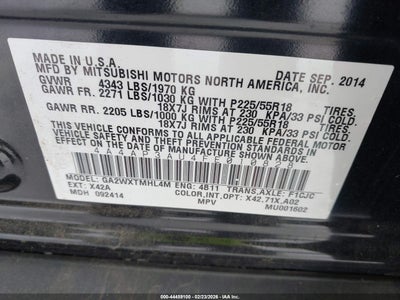 MADE IN U.S.A. DATE SEP. 2014
MFG BY MITSUBISHI MOTORS NORTH AMERICA, INC.
GVWR 4343 LBS/1970 KG
GAWR FR. 2271 LBS/1030 KG WITH P225/55R18 TIRES,
18X7J RIMS AT 230 KPA/33 PSI COLD
GAWR RR. 2205 LBS/1000 KG WITH P225/55R18 TIRES,
18X7J RIMS AT 230 KPA/33 PSI COLD
THIS VEHICLE CONFORMS TO ALL APPLICABLE FEDERAL
MOTOR VEHICLE SAFETY, BUMPER AND THEFT
PREVENTION STANDARDS IN
EFFECT ON THE DATE OF MANUFACTURE SHOWN ABOVE.
MODEL: GA2WXTMHL4M ENG: 4B11 TRANS,AXLE: F1CJC
EXT: X42A COLOR,INT,OPT: X42,71X,A02
MDH 092414 MPV MU001602
000-44459100 02/23/2026 IAA Holdings, LLC